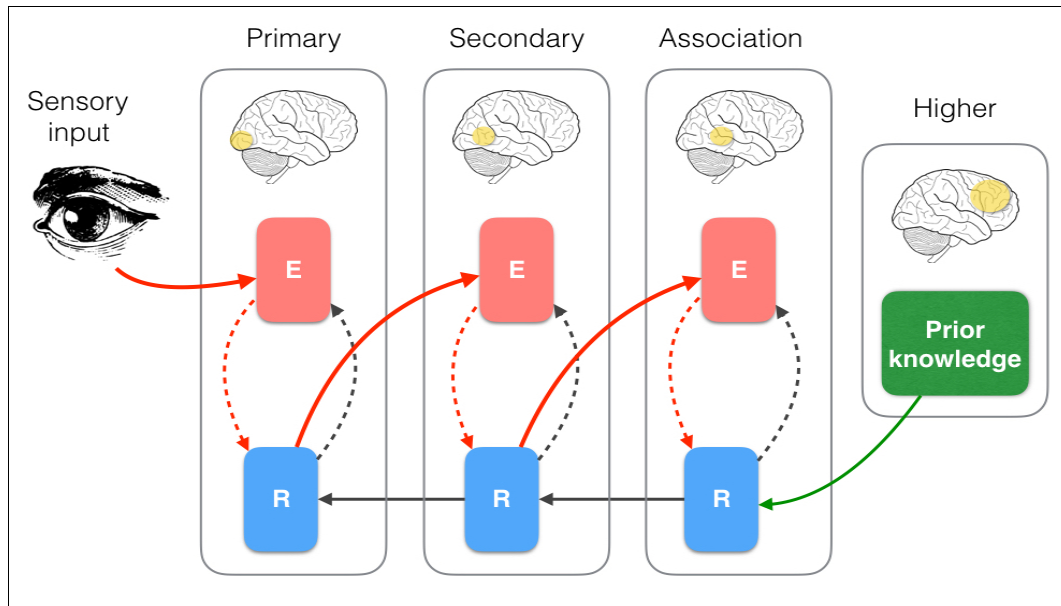 Primary
Secondary
Association
Sensory
input
Higher
E
E
E
Prior
knowledge
R
R
R